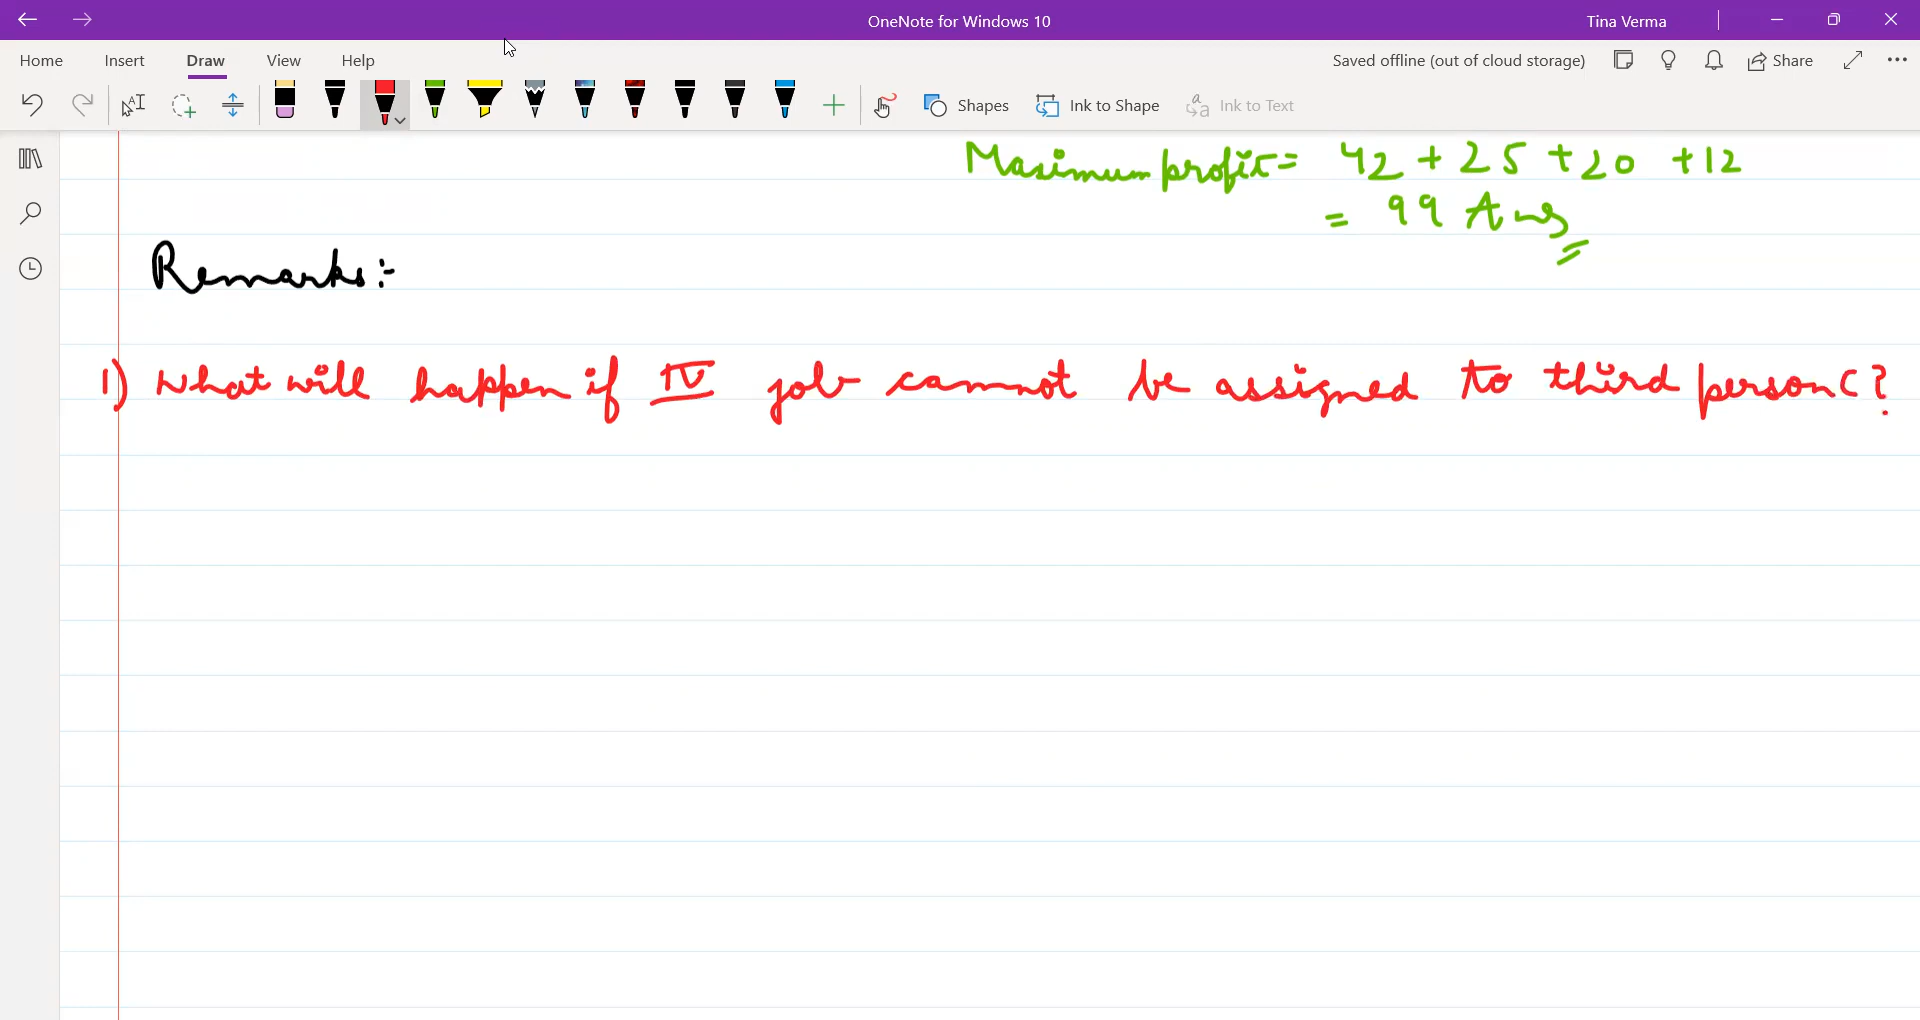 OneNote for Windows 10
Tina Verma
Home Insert Draw View Help
Saved offline (out of cloud storage)
Share
Shapes
Ink to Shape
Ink to Text
Maximum profit = 42 + 25 + 20 + 12
= 99 Ans
Remarks :-
1) What will happen if IV job cannot be assigned to third person C?